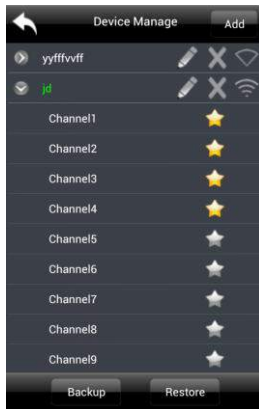 Device Manage Add
yyfffvvff
jd
Channel1
Channel2
Channel3
Channel4
Channel5
Channel6
Channel7
Channel8
Channel9
Backup Restore